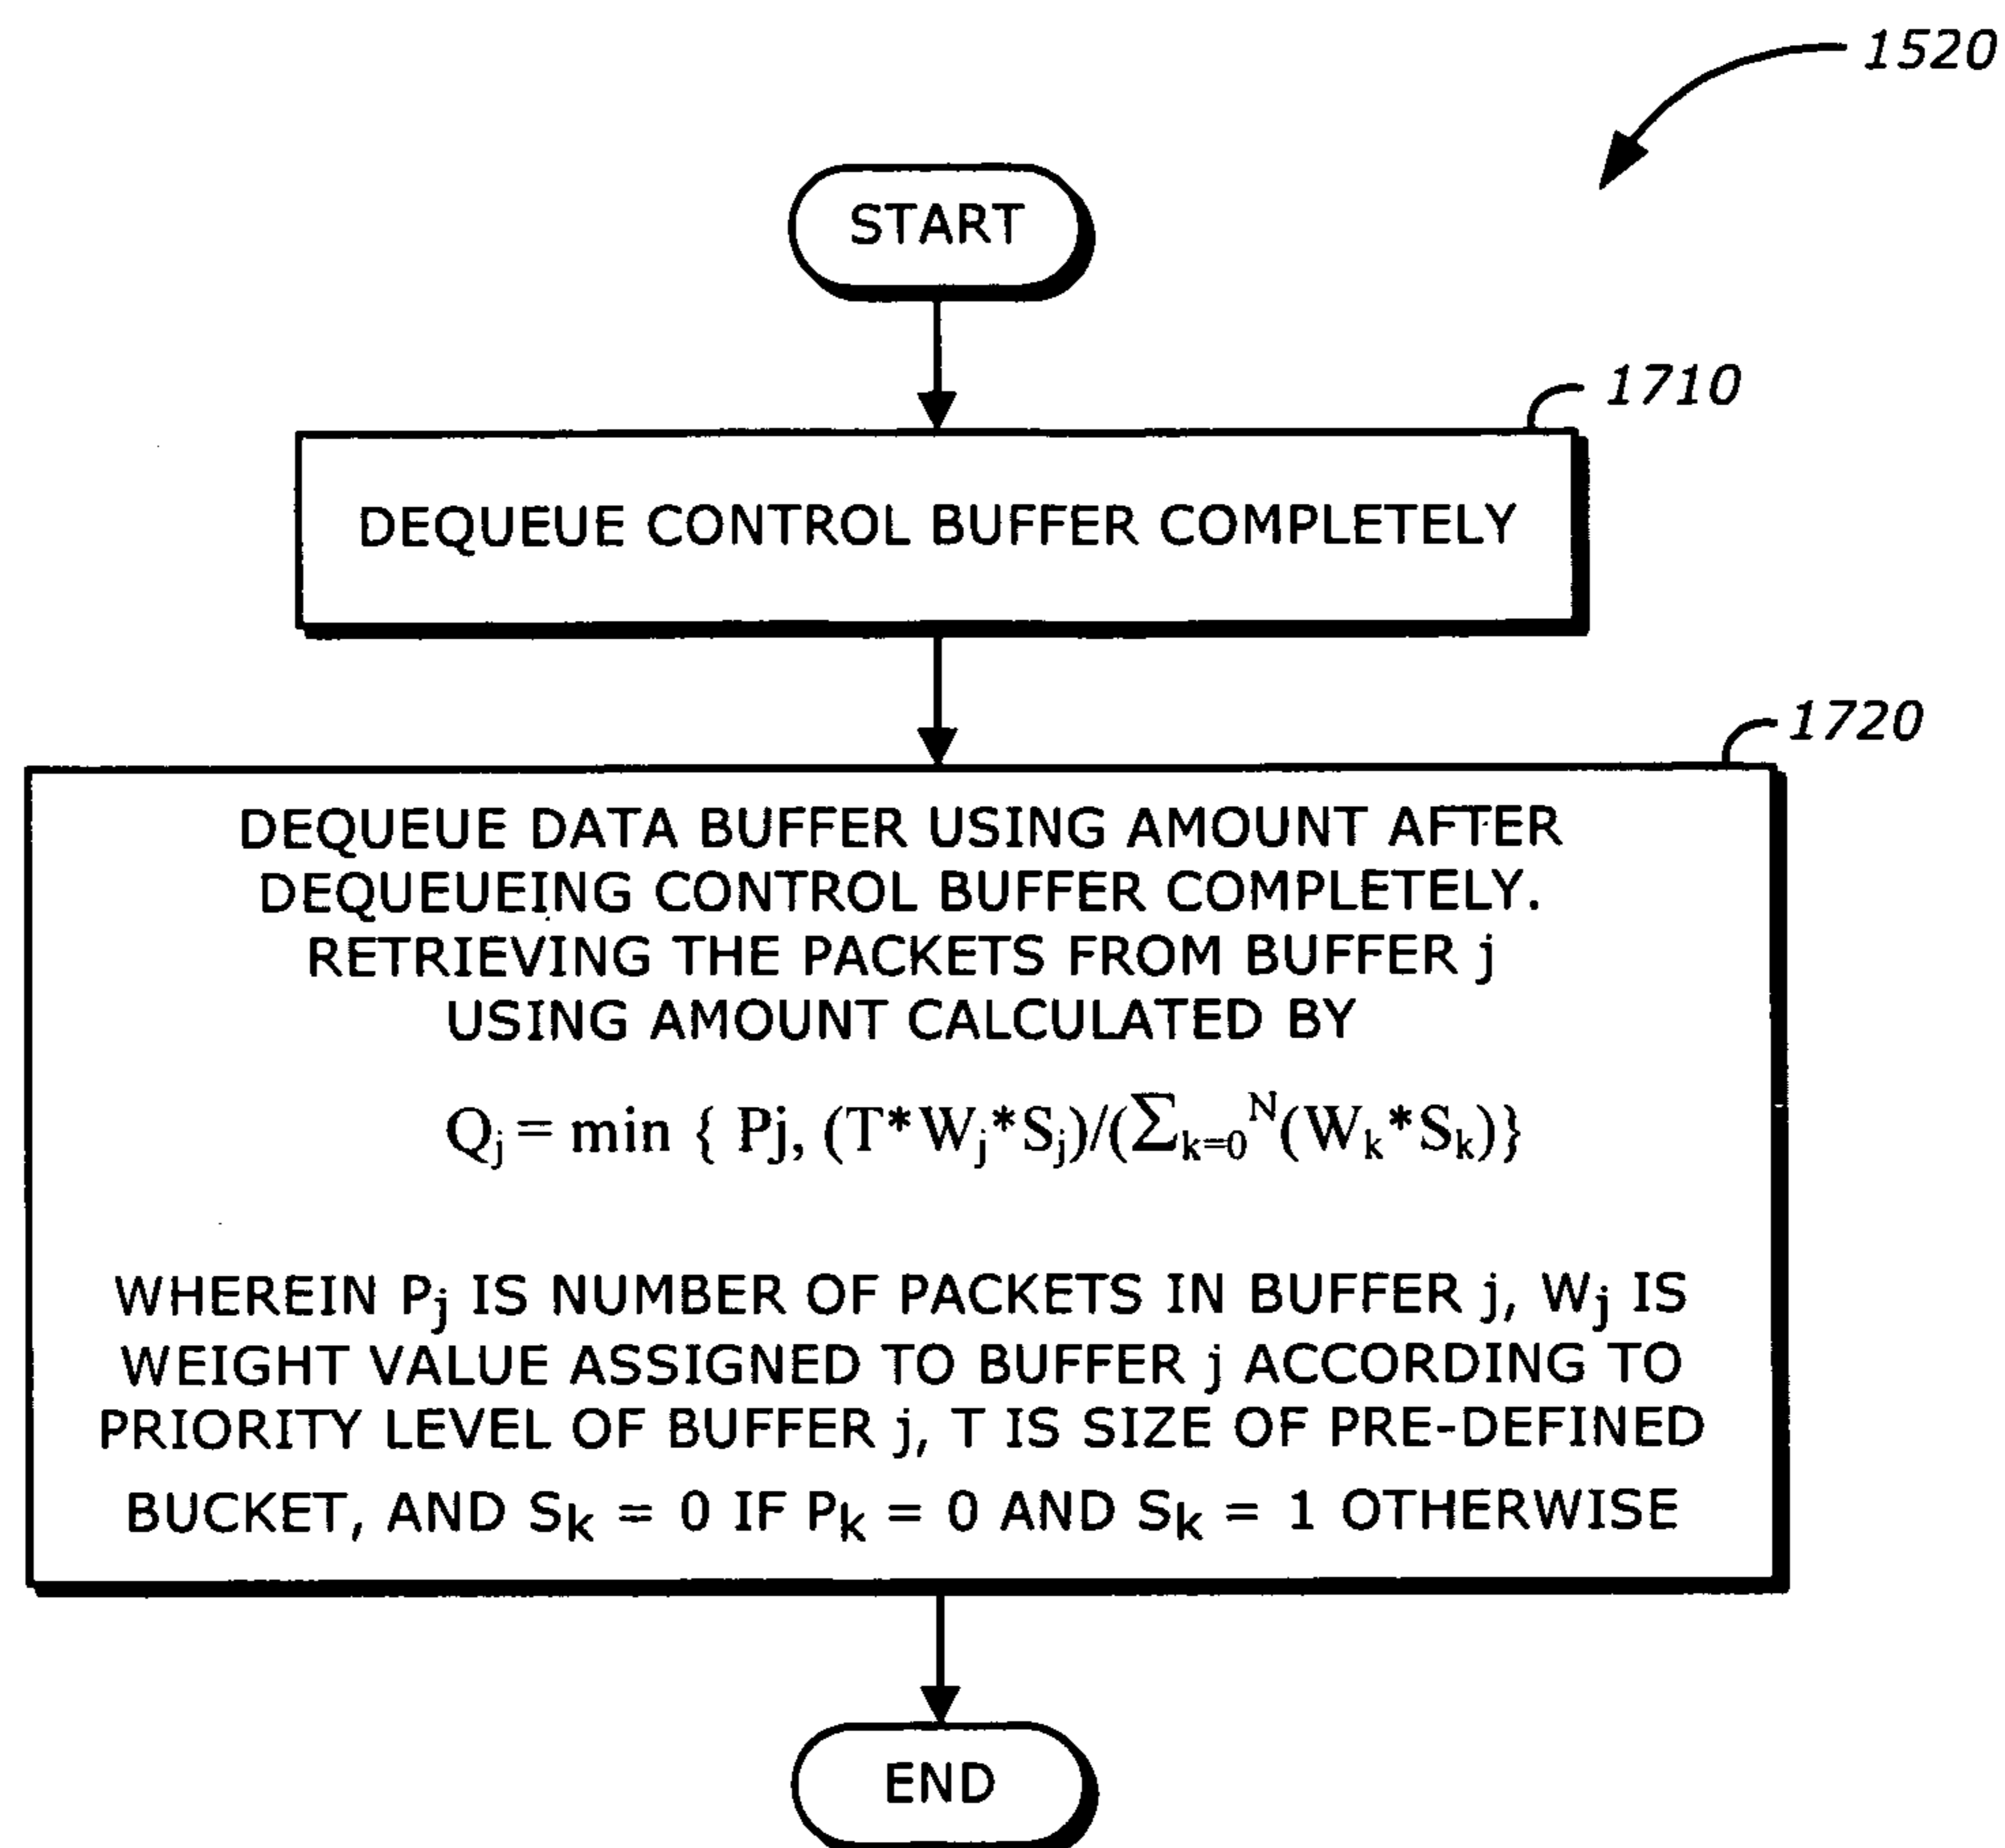 1520
START
1710
DEQUEUE CONTROL BUFFER COMPLETELY
1720
DEQUEUE DATA BUFFER USING AMOUNT AFTER
DEQUEUEING CONTROL BUFFER COMPLETELY.
RETRIEVING THE PACKETS FROM BUFFER j
USING AMOUNT CALCULATED BY
Qj = min { Pj, (T*Wj*Sj)/(Σk=0^N(Wk*Sk)}
WHEREIN Pj IS NUMBER OF PACKETS IN BUFFER j, Wj IS
WEIGHT VALUE ASSIGNED TO BUFFER j ACCORDING TO
PRIORITY LEVEL OF BUFFER j, T IS SIZE OF PRE-DEFINED
BUCKET, AND Sk = 0 IF Pk = 0 AND Sk = 1 OTHERWISE
END